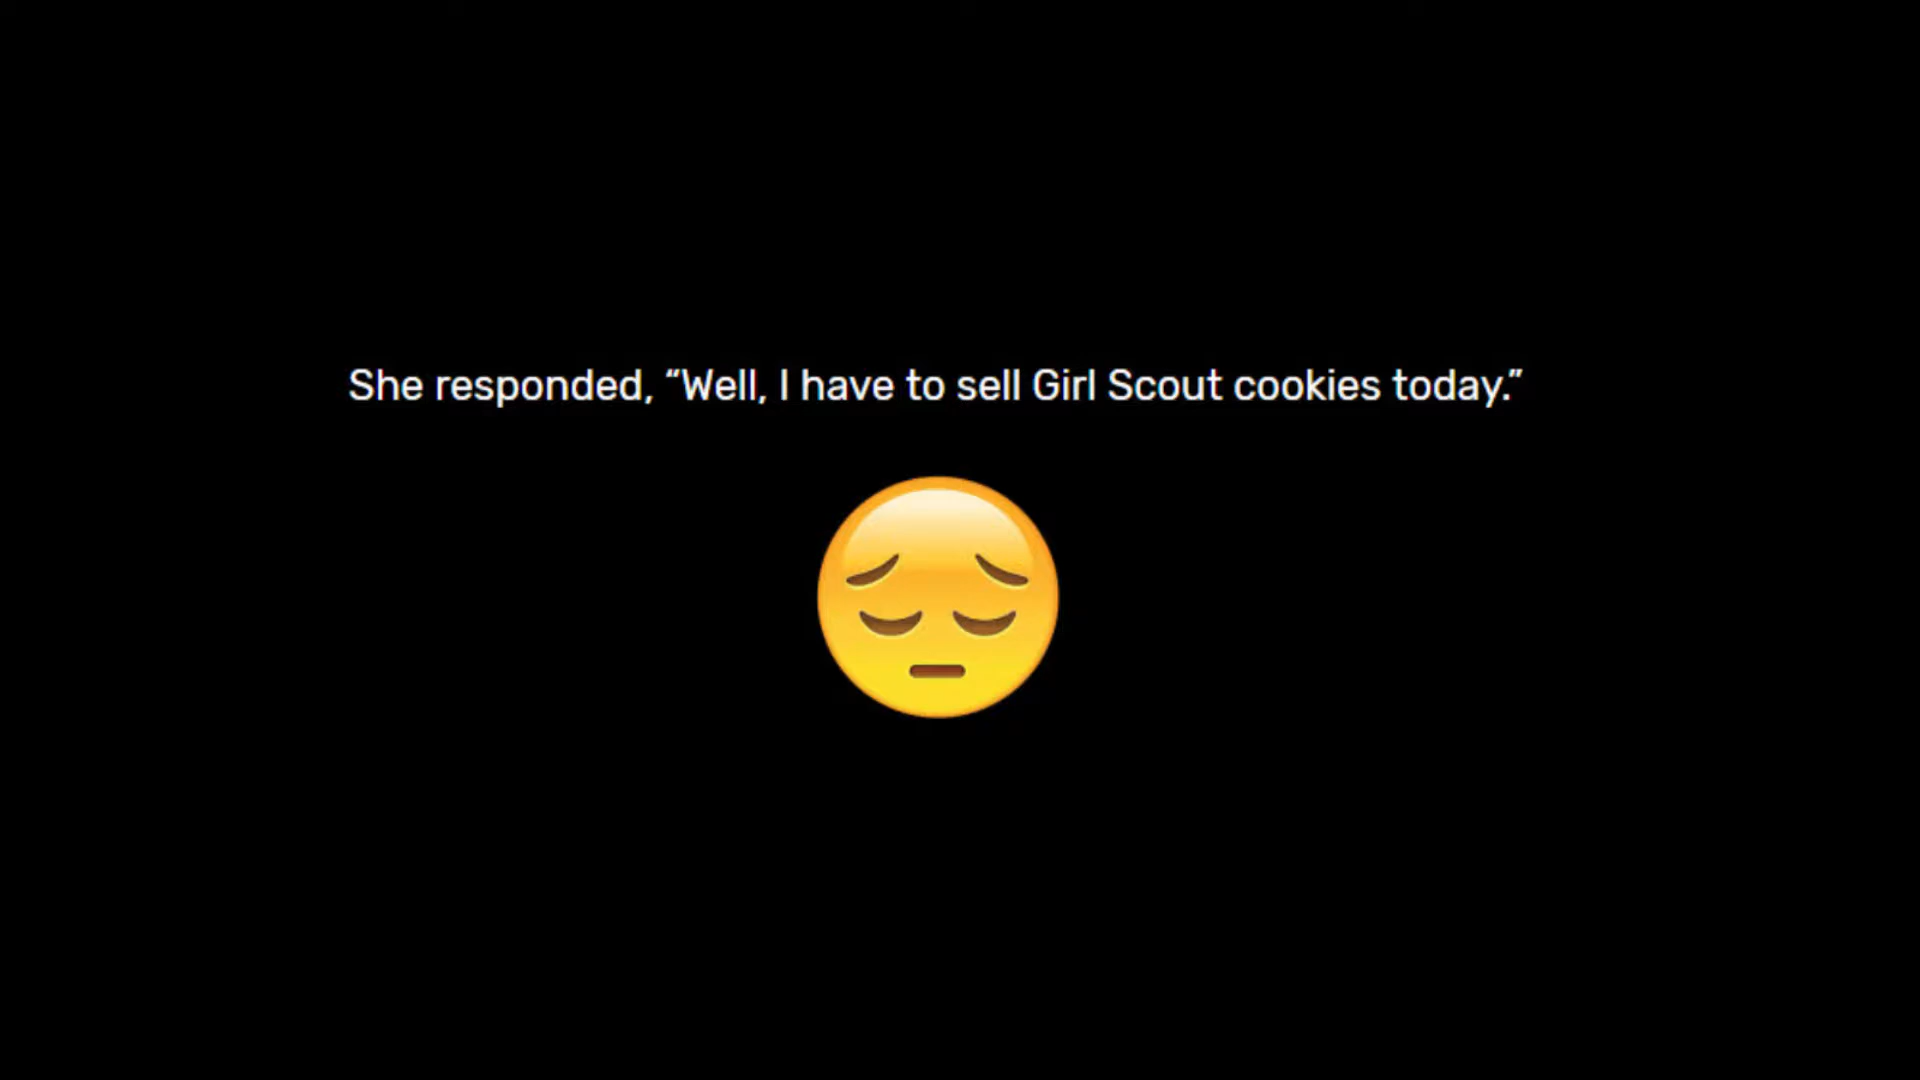 She responded, “Well, I have to sell Girl Scout cookies today.”